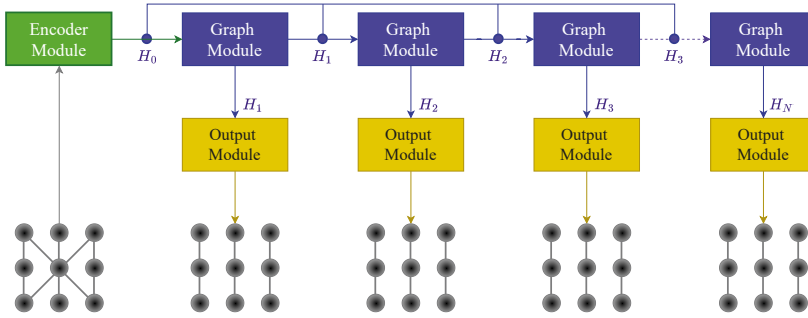 Encoder
Module
Graph
Module
Graph
Module
Graph
Module
Graph
Module
H0
H1
H2
H3
H1
H2
H3
HN
Output
Module
Output
Module
Output
Module
Output
Module